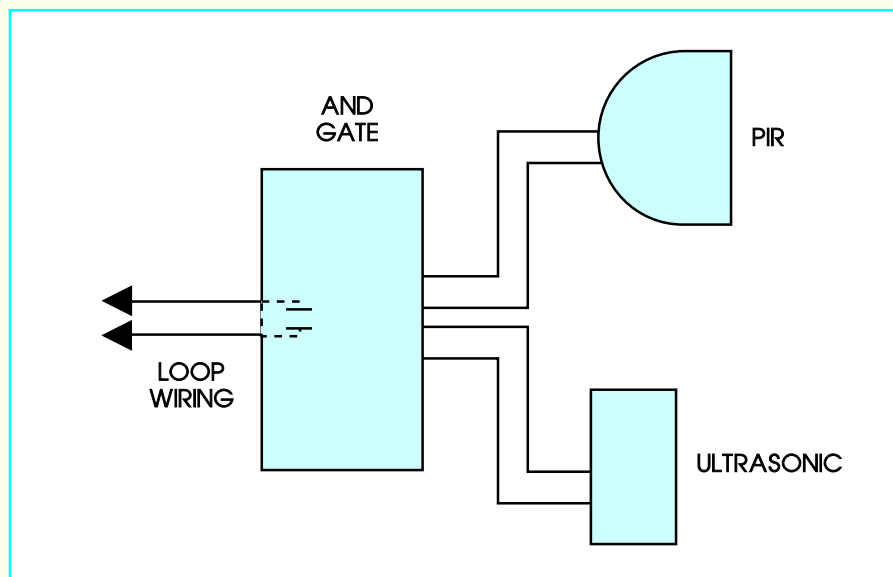 AND
GATE
PIR
LOOP
WIRING
ULTRASONIC